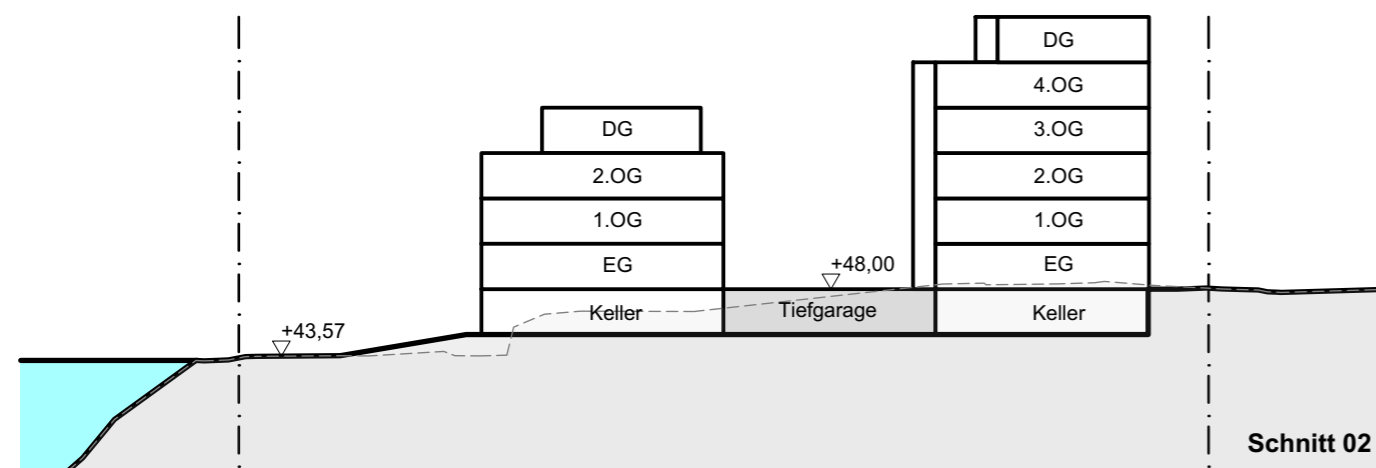 DG
4.OG
DG
3.OG
2.OG
2.OG
1.OG
1.OG
+48,00
EG
EG
Keller
Tiefgarage
Keller
+43,57
Schnitt 02